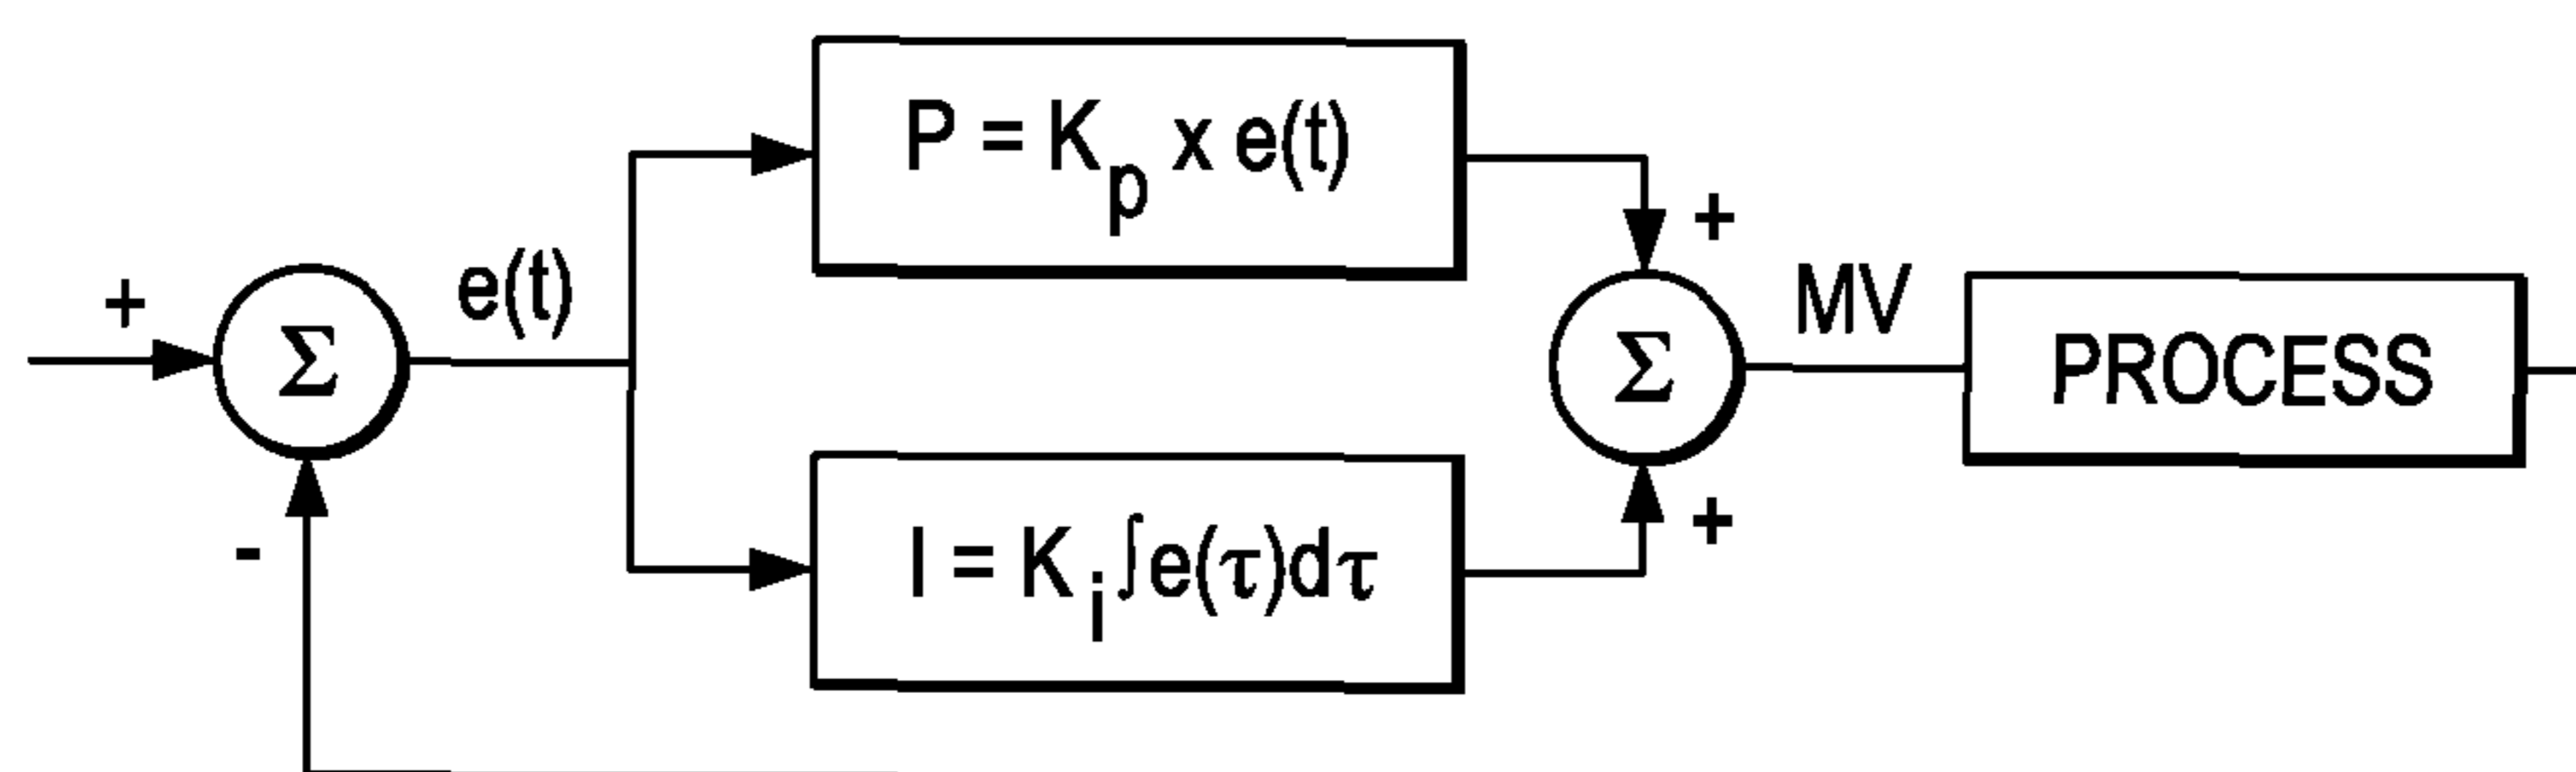 P = Kp x e(t)
+
+
e(t)
Σ
Σ
MV
PROCESS
-
I = Ki∫e(τ)dτ
+